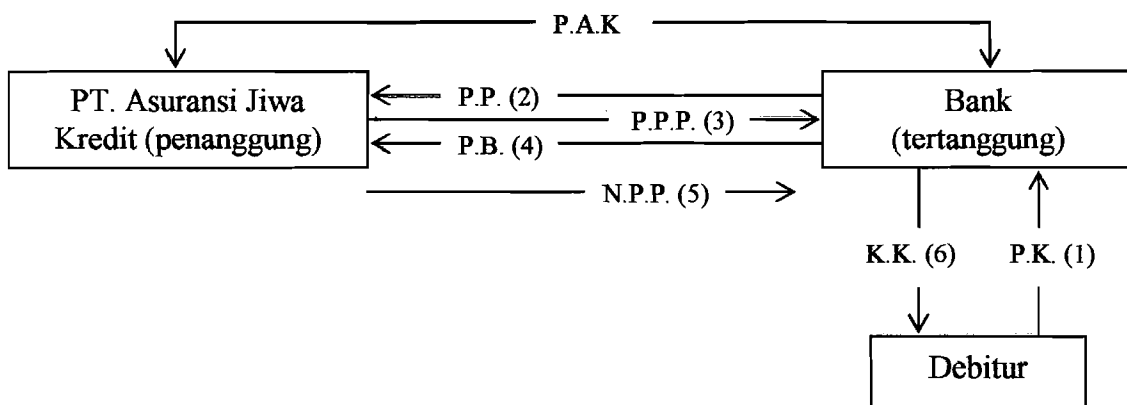 P.A.K
PT. Asuransi Jiwa
Kredit (penanggung)
P.P. (2)
P.P.P. (3)
P.B. (4)
N.P.P. (5)
Bank
(tertanggung)
K.K. (6)
P.K. (1)
Debitur